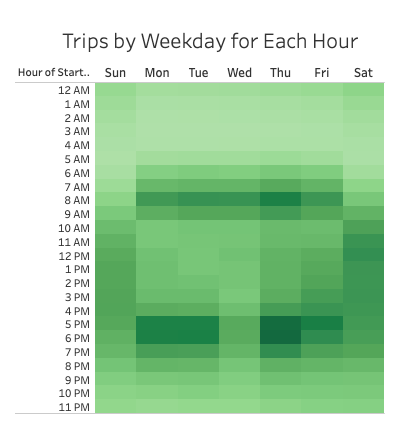 Trips by Weekday for Each Hour
Hour of Start.. Sun Mon Tue Wed Thu Fri Sat
12 AM
1 AM
2 AM
3 AM
4 AM
5 AM
6 AM
7 AM
8 AM
9 AM
10 AM
11 AM
12 PM
1 PM
2 PM
3 PM
4 PM
5 PM
6 PM
7 PM
8 PM
9 PM
10 PM
11 PM